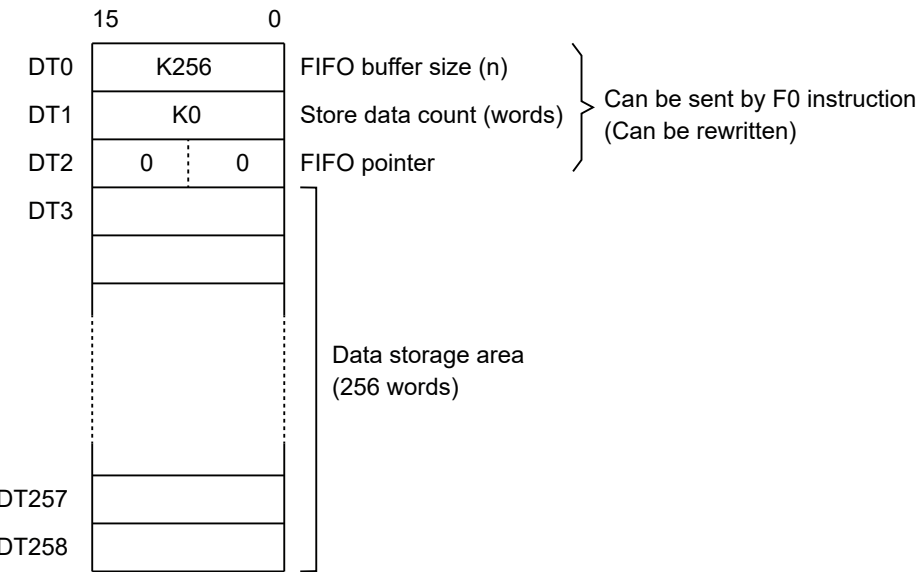 15 0
DT0 K256 FIFO buffer size (n)
DT1 K0 Store data count (words)
DT2 0 0 FIFO pointer
Can be sent by F0 instruction
(Can be rewritten)
DT3
Data storage area
(256 words)
DT257
DT258